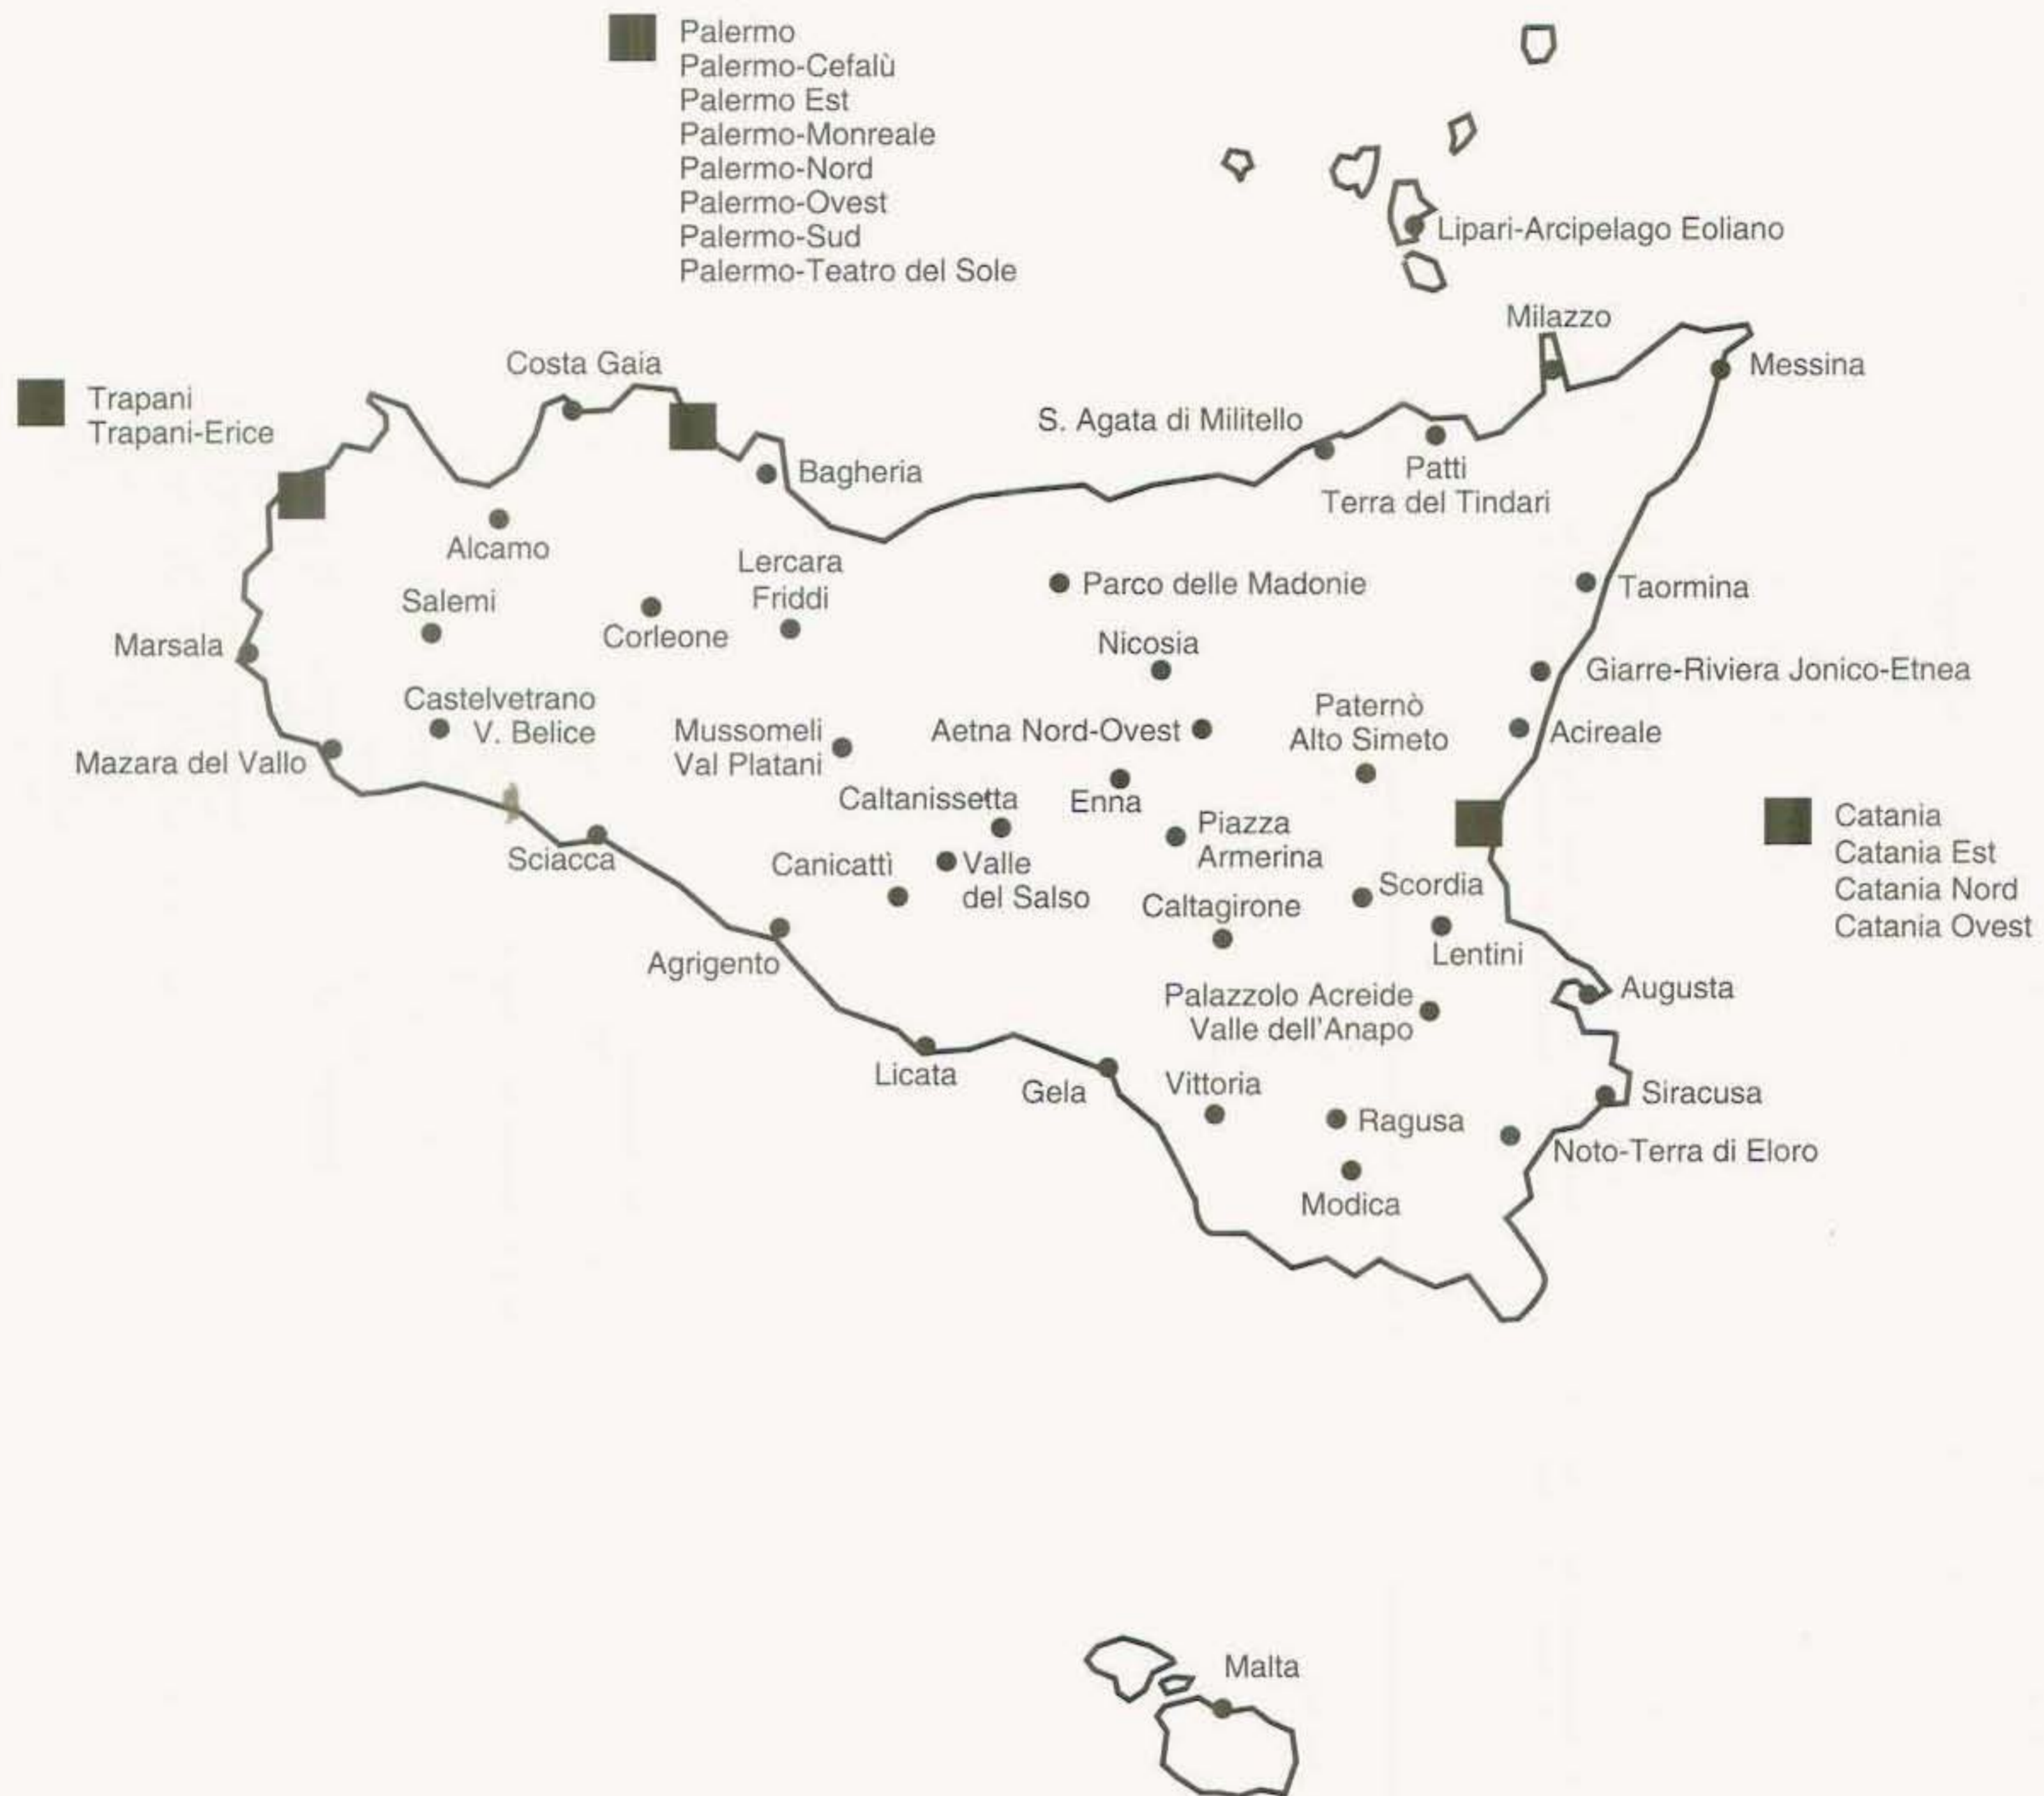 Palermo
Palermo-Cefalù
Palermo Est
Palermo-Monreale
Palermo-Nord
Palermo-Ovest
Palermo-Sud
Palermo-Teatro del Sole
Lipari-Arcipelago Eoliano
Milazzo
Messina
Costa Gaia
Trapani
Trapani-Erice
S. Agata di Militello
Bagheria
Patti
Terra del Tindari
Alcamo
Lercara
Friddi
Parco delle Madonie
Taormina
Salemi
Corleone
Marsala
Nicosia
Giarre-Riviera Jonico-Etnea
Castelvetrano
V. Belice
Mussomeli
Val Platani
Aetna Nord-Ovest
Paternò
Alto Simeto
Acireale
Mazara del Vallo
Caltanissetta
Enna
Piazza
Armerina
Catania
Catania Est
Catania Nord
Catania Ovest
Sciacca
Canicattì
Valle
del Salso
Scordia
Caltagirone
Lentini
Agrigento
Palazzolo Acreide
Valle dell'Anapo
Augusta
Licata
Gela
Vittoria
Ragusa
Siracusa
Noto-Terra di Eloro
Modica
Malta